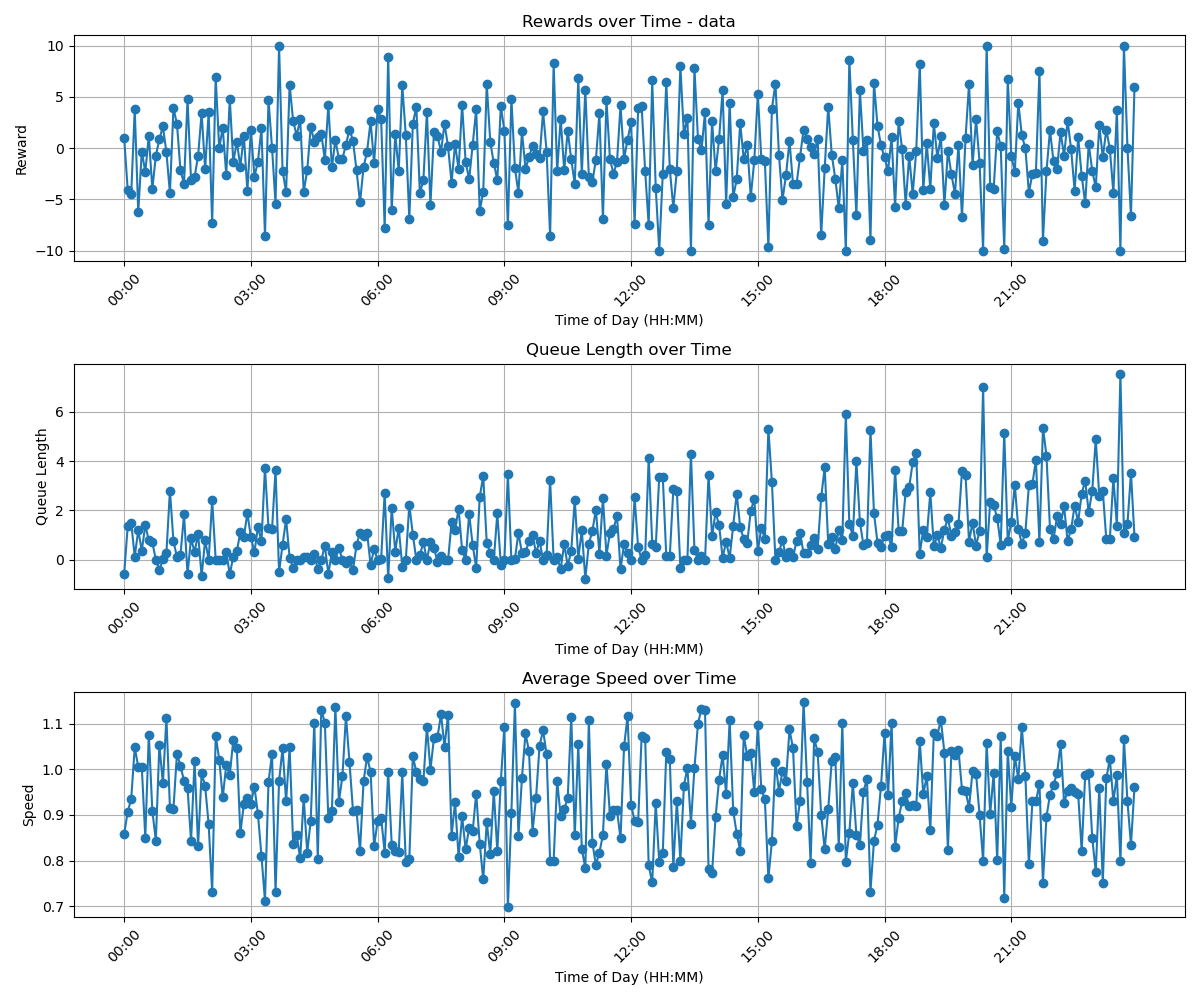 Rewards over Time - data
Reward
10
5
0
−5
−10
00:00 03:00 06:00 09:00 12:00 15:00 18:00 21:00
Time of Day (HH:MM)
Queue Length over Time
Queue Length
6
4
2
0
00:00 03:00 06:00 09:00 12:00 15:00 18:00 21:00
Time of Day (HH:MM)
Average Speed over Time
Speed
1.1
1.0
0.9
0.8
0.7
00:00 03:00 06:00 09:00 12:00 15:00 18:00 21:00
Time of Day (HH:MM)